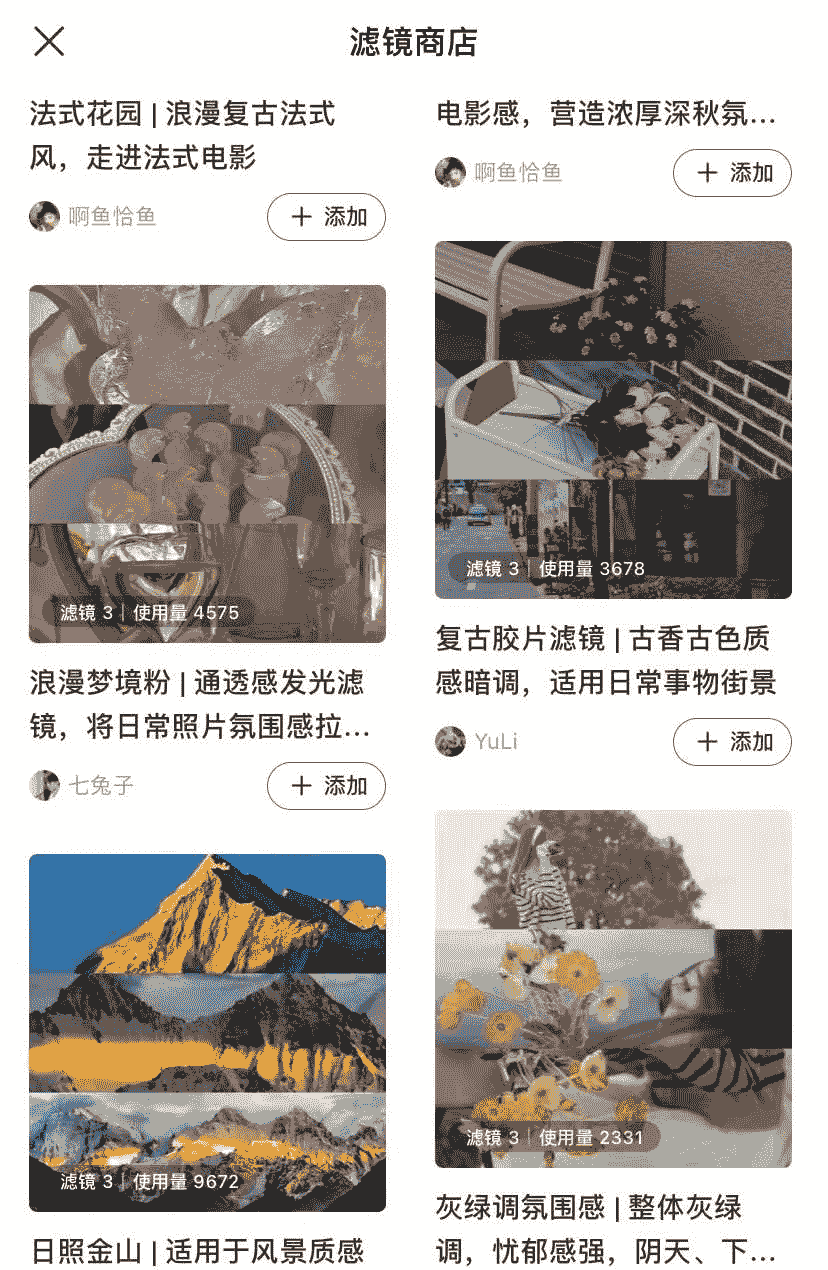 滤镜商店
法式花园 | 浪漫复古法式
风，走进法式电影
啊鱼恰鱼
添加
滤镜 3 | 使用量 4575
浪漫梦境粉 | 通透感发光滤
镜，将日常照片氛围感拉...
七兔子
添加
滤镜 3 | 使用量 9672
日照金山 | 适用于风景质感
电影感，营造浓厚深秋氛...
啊鱼恰鱼
添加
滤镜 3 | 使用量 3678
复古胶片滤镜 | 古香古色质
感暗调，适用日常事物街景
YuLi
添加
滤镜 3 | 使用量 2331
灰绿调氛围感 | 整体灰绿
调，忧郁感强，阴天、下...